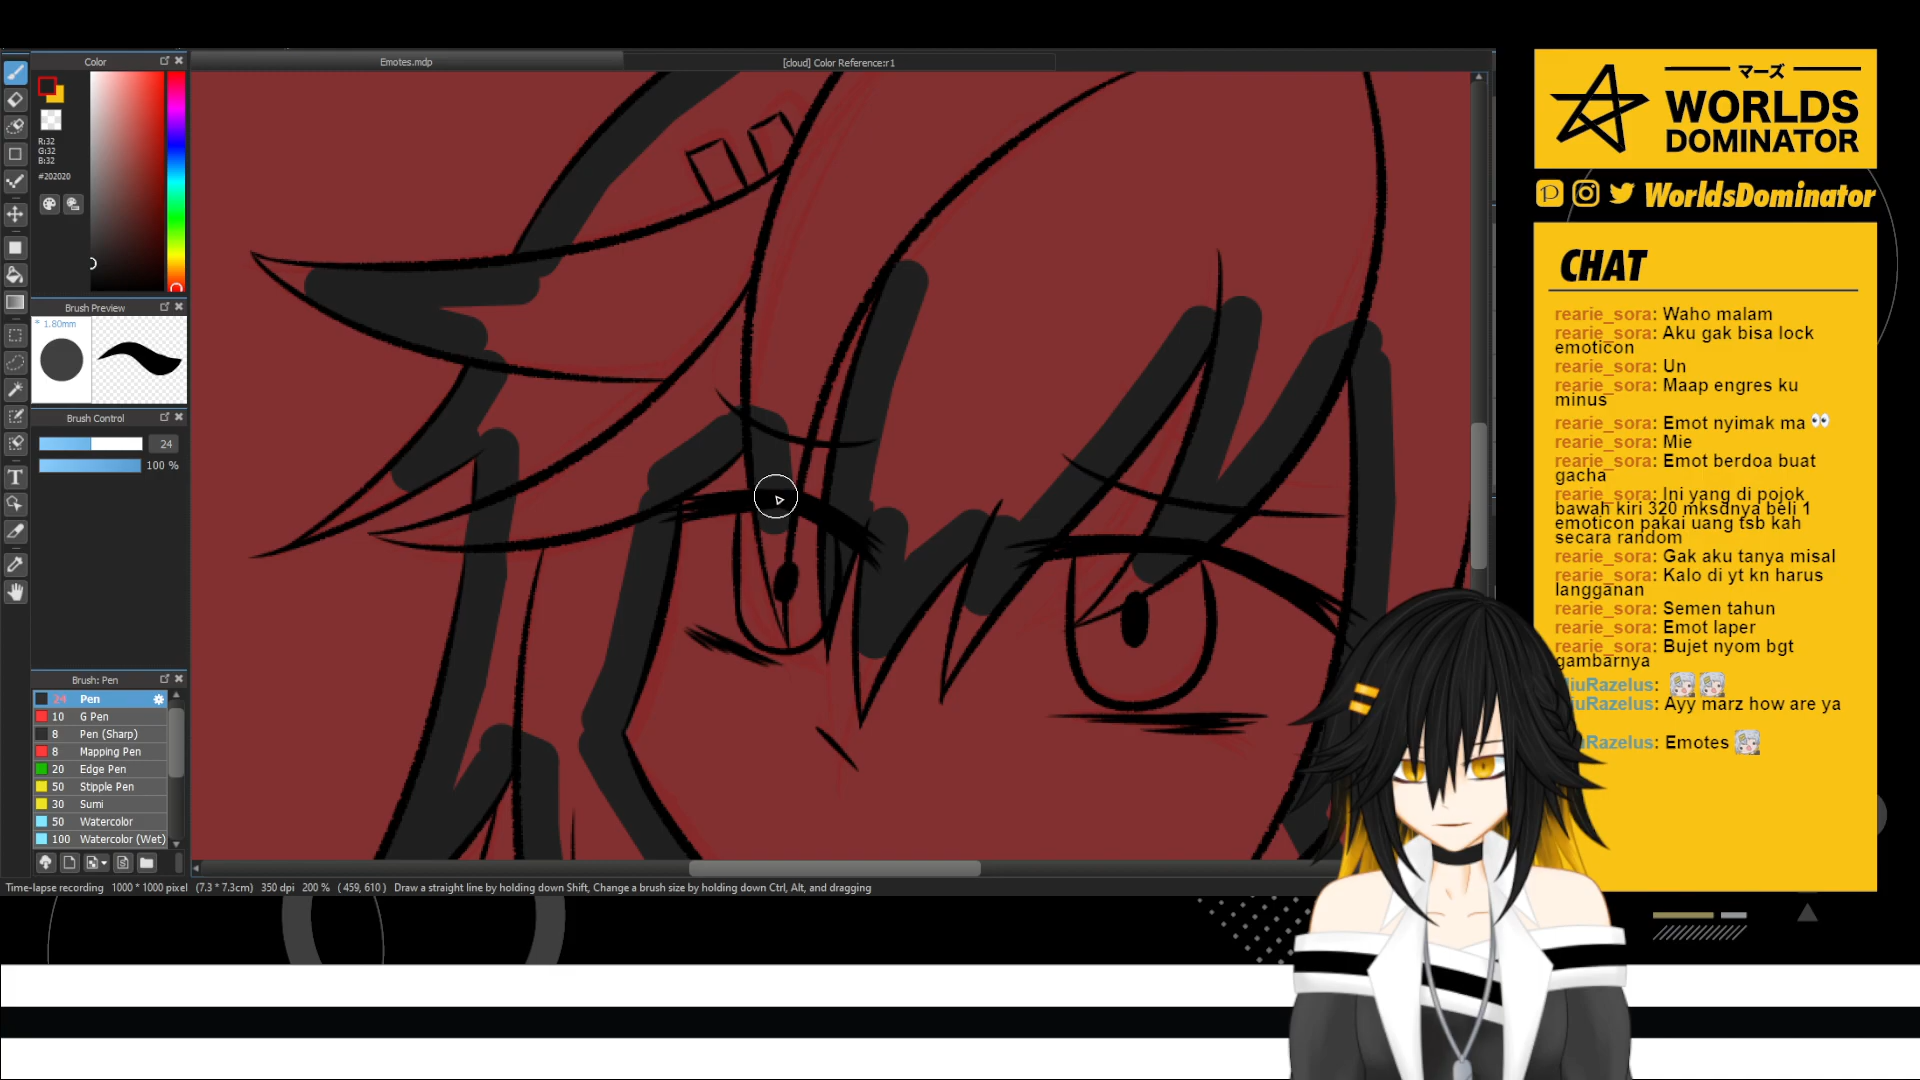 Color
Emotes.mdp
[cloud] Color Reference:r1
R:32
G:32
B:32
#202020
Brush Preview
* 1.80mm
Brush Control
24
100 %
Brush: Pen
24 Pen
10 G Pen
8 Pen (Sharp)
8 Mapping Pen
20 Edge Pen
50 Stipple Pen
30 Sumi
50 Watercolor
100 Watercolor (Wet)
Time-lapse recording 1000 * 1000 pixel (7.3 * 7.3cm) 350 dpi 200 % ( 459, 610 ) Draw a straight line by holding down Shift, Change a brush size by holding down Ctrl, Alt, and dragging
マーズ
WORLDS
DOMINATOR
WorldsDominator
CHAT
rearie_sora: Waho malam
rearie_sora: Aku gak bisa lock
emoticon
rearie_sora: Un
rearie_sora: Maap engres ku
minus
rearie_sora: Emot nyimak ma 👀
rearie_sora: Mie
rearie_sora: Emot berdoa buat
gacha
rearie_sora: Ini yang di pojok
bawah kiri 320 mksdnya beli 1
emoticon pakai uang tsb kah
secara random
rearie_sora: Gak aku tanya misal
rearie_sora: Kalo di yt kn harus
langganan
rearie_sora: Semen tahun
rearie_sora: Emot laper
rearie_sora: Bujet nyom bgt
gambarnya
iuRazelus:
iuRazelus: Ayy marz how are ya
Razelus: Emotes